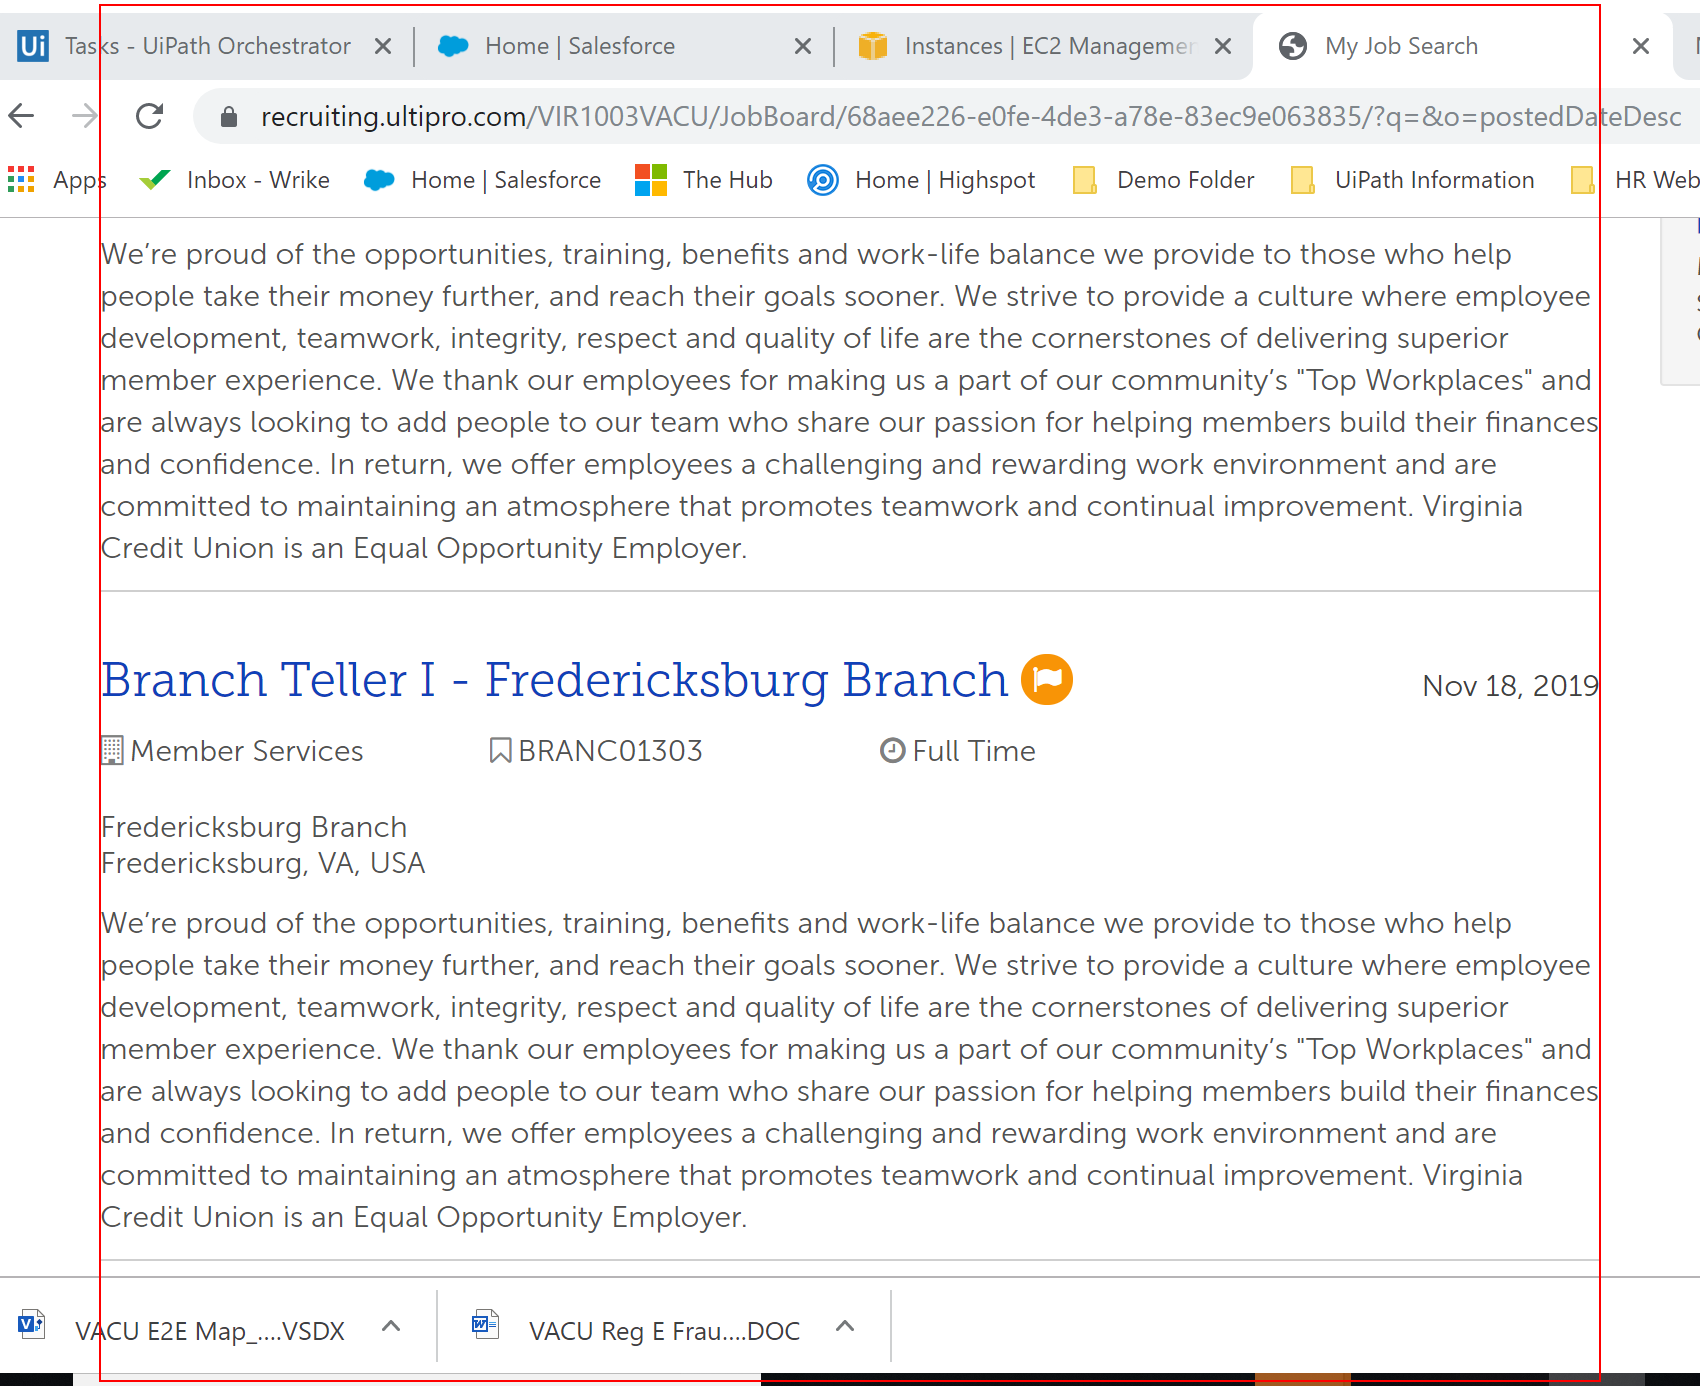 Ui Tasks - UiPath Orchestrator Home | Salesforce Instances | EC2 Managemen My Job Search
recruiting.ultipro.com/VIR1003VACU/JobBoard/68aee226-e0fe-4de3-a78e-83ec9e063835/?q=&o=postedDateDesc
Apps Inbox - Wrike Home | Salesforce The Hub Home | Highspot Demo Folder UiPath Information HR Web
We’re proud of the opportunities, training, benefits and work-life balance we provide to those who help
people take their money further, and reach their goals sooner. We strive to provide a culture where employee
development, teamwork, integrity, respect and quality of life are the cornerstones of delivering superior
member experience. We thank our employees for making us a part of our community’s "Top Workplaces" and
are always looking to add people to our team who share our passion for helping members build their finances
and confidence. In return, we offer employees a challenging and rewarding work environment and are
committed to maintaining an atmosphere that promotes teamwork and continual improvement. Virginia
Credit Union is an Equal Opportunity Employer.
Branch Teller I - Fredericksburg Branch Nov 18, 2019
Member Services BRANC01303 Full Time
Fredericksburg Branch
Fredericksburg, VA, USA
We’re proud of the opportunities, training, benefits and work-life balance we provide to those who help
people take their money further, and reach their goals sooner. We strive to provide a culture where employee
development, teamwork, integrity, respect and quality of life are the cornerstones of delivering superior
member experience. We thank our employees for making us a part of our community’s "Top Workplaces" and
are always looking to add people to our team who share our passion for helping members build their finances
and confidence. In return, we offer employees a challenging and rewarding work environment and are
committed to maintaining an atmosphere that promotes teamwork and continual improvement. Virginia
Credit Union is an Equal Opportunity Employer.
VACU E2E Map_....VSDX VACU Reg E Frau....DOC